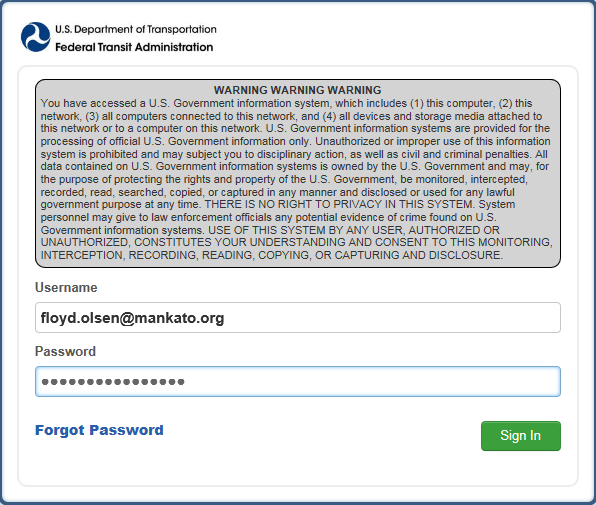 U.S. Department of Transportation
Federal Transit Administration
WARNING WARNING WARNING
You have accessed a U.S. Government information system, which includes (1) this computer, (2) this
network, (3) all computers connected to this network, and (4) all devices and storage media attached to
this network or to a computer on this network. U.S. Government information systems are provided for the
processing of official U.S. Government information only. Unauthorized or improper use of this information
system is prohibited and may subject you to disciplinary action, as well as civil and criminal penalties. All
data contained on U.S. Government information systems is owned by the U.S. Government and may, for
the purpose of protecting the rights and property of the U.S. Government, be monitored, intercepted,
recorded, read, searched, copied, or captured in any manner and disclosed or used for any lawful
government purpose at any time. THERE IS NO RIGHT TO PRIVACY IN THIS SYSTEM. System
personnel may give to law enforcement officials any potential evidence of crime found on U.S.
Government information systems. USE OF THIS SYSTEM BY ANY USER, AUTHORIZED OR
UNAUTHORIZED, CONSTITUTES YOUR UNDERSTANDING AND CONSENT TO THIS MONITORING,
INTERCEPTION, RECORDING, READING, COPYING, OR CAPTURING AND DISCLOSURE.
Username
floyd.olsen@mankato.org
Password
••••••••••••••••
Forgot Password
Sign In